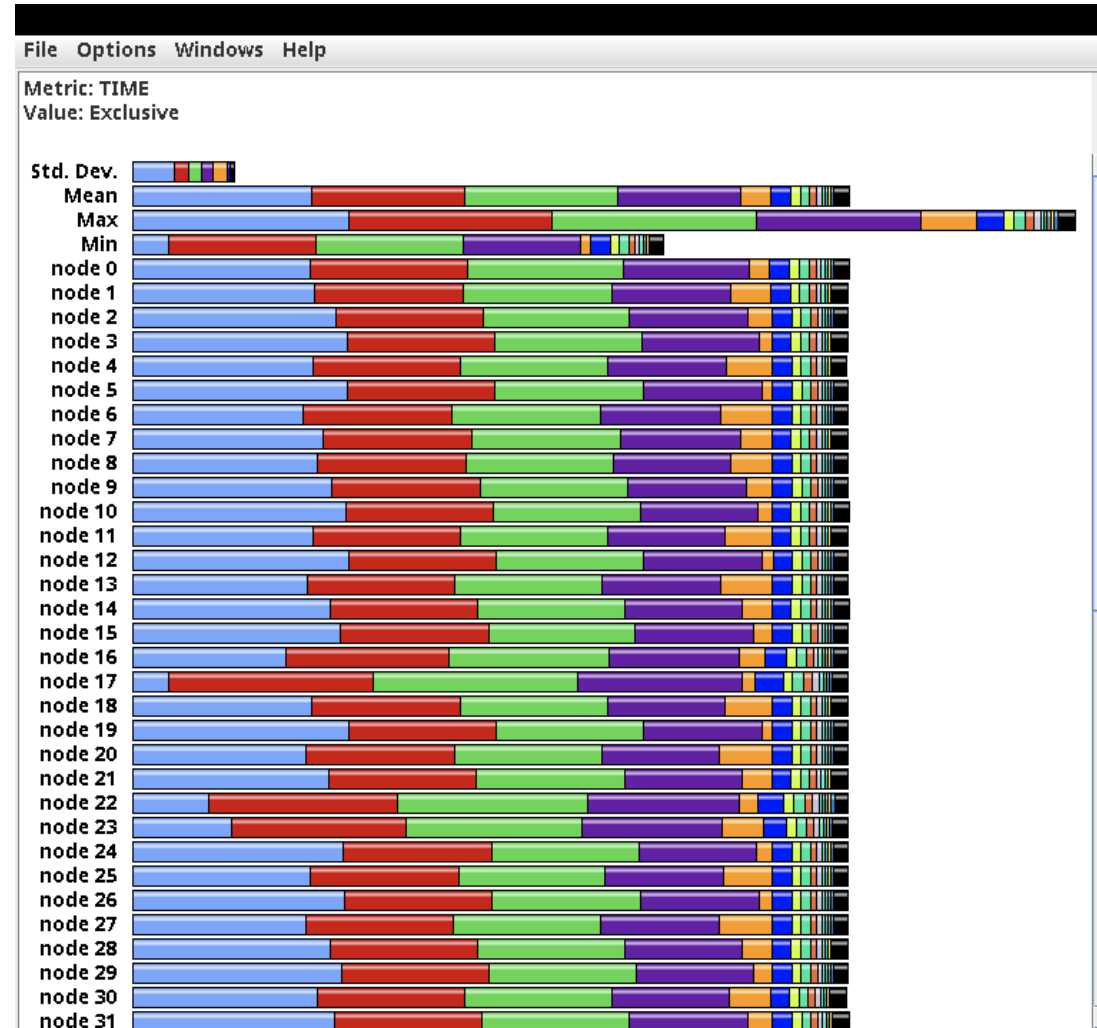 File Options Windows Help
Metric: TIME
Value: Exclusive
Std. Dev.
Mean
Max
Min
node 0
node 1
node 2
node 3
node 4
node 5
node 6
node 7
node 8
node 9
node 10
node 11
node 12
node 13
node 14
node 15
node 16
node 17
node 18
node 19
node 20
node 21
node 22
node 23
node 24
node 25
node 26
node 27
node 28
node 29
node 30
node 31